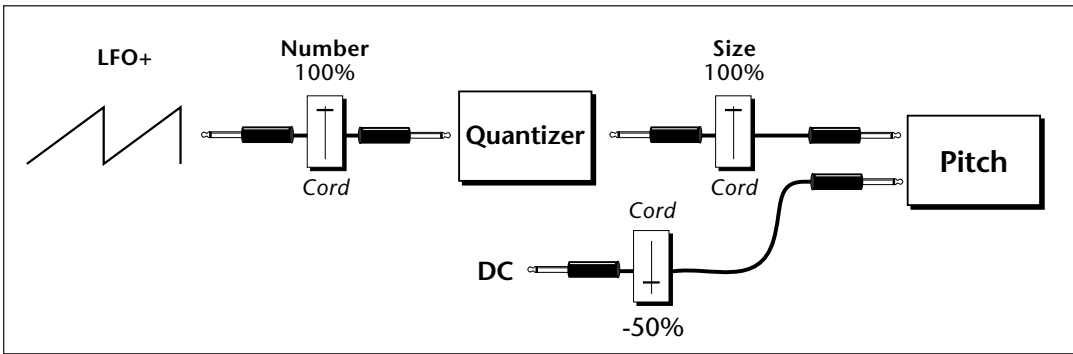 LFO+
Number
100%
Cord
Quantizer
Size
100%
Cord
Pitch
DC
Cord
-50%